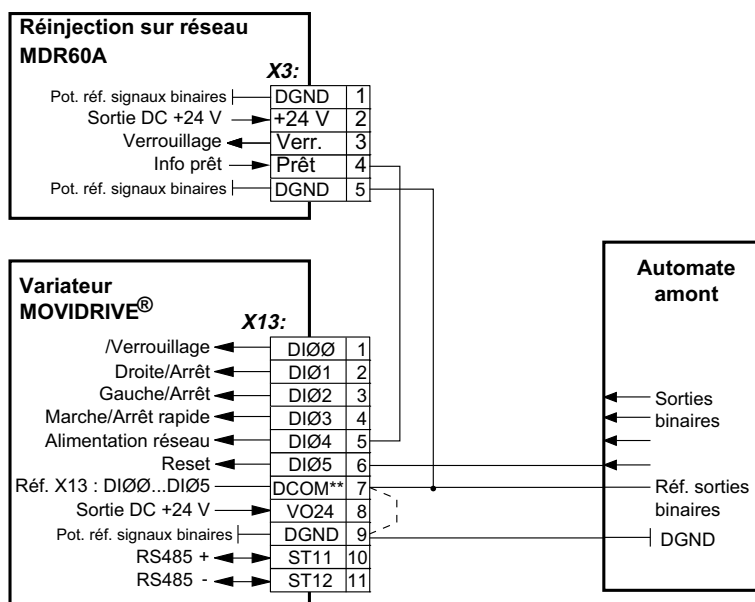 Réinjection sur réseau
MDR60A
X3:
Pot. réf. signaux binaires DGND 1
Sortie DC +24 V +24 V 2
Verrouillage Verr. 3
Info prêt Prêt 4
Pot. réf. signaux binaires DGND 5
Variateur
MOVIDRIVE®
X13:
/Verrouillage DIØØ 1
Droite/Arrêt DIØ1 2
Gauche/Arrêt DIØ2 3
Marche/Arrêt rapide DIØ3 4
Alimentation réseau DIØ4 5
Reset DIØ5 6
Réf. X13 : DIØØ...DIØ5 DCOM** 7
Sortie DC +24 V VO24 8
Pot. réf. signaux binaires DGND 9
RS485 + ST11 10
RS485 - ST12 11
Automate
amont
Sorties
binaires
Réf. sorties
binaires
DGND